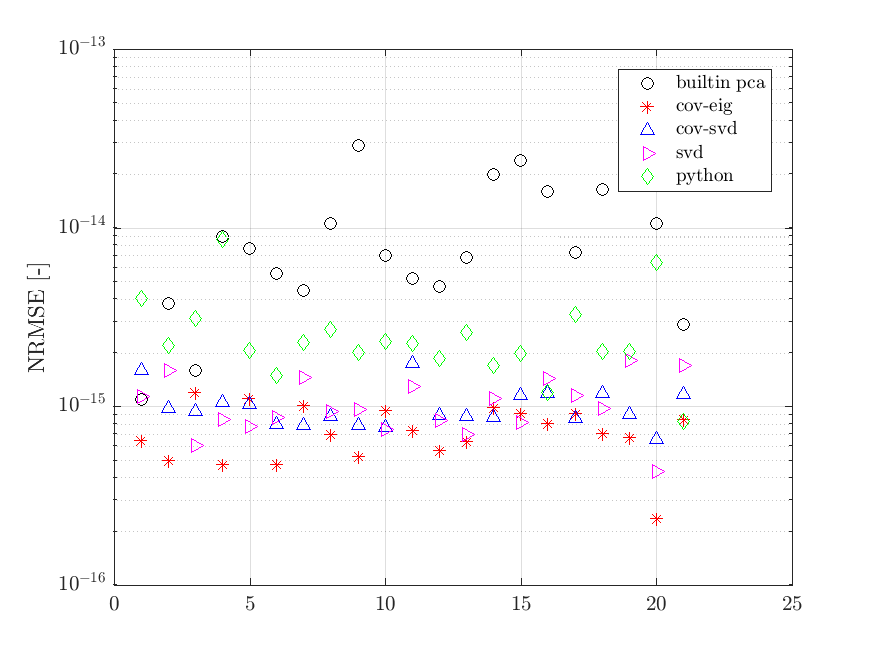 10⁻¹³
builtin pca
cov-eig
cov-svd
svd
python
10⁻¹⁴
NRMSE [-]
10⁻¹⁵
10⁻¹⁶
0 5 10 15 20 25